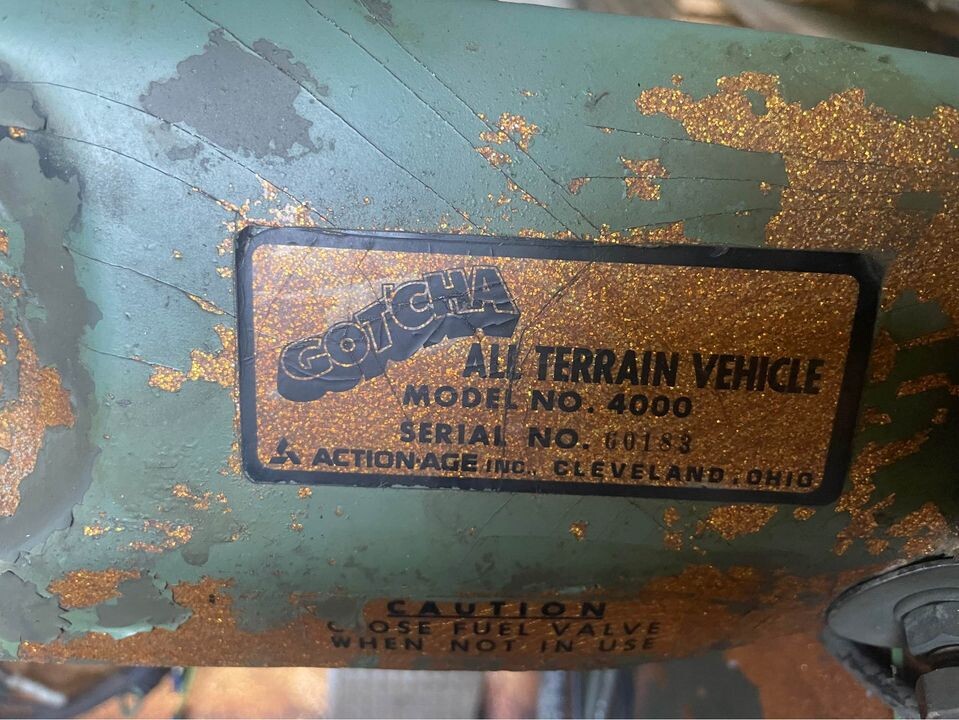 GOTCHA
ALL TERRAIN VEHICLE
MODEL NO. 4000
SERIAL NO. 60183
ACTION-AGE INC., CLEVELAND, OHIO
CAUTION
CLOSE FUEL VALVE
WHEN NOT IN USE